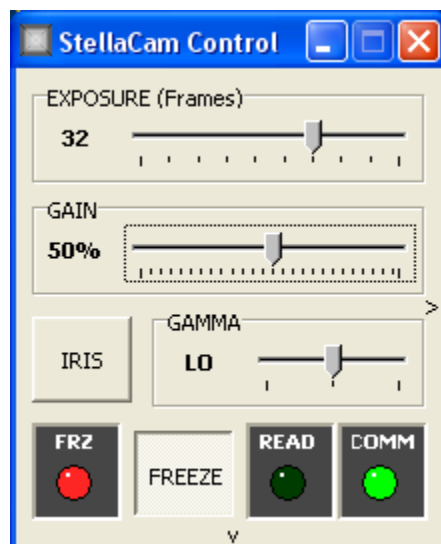 StellaCam Control
EXPOSURE (Frames)
32
GAIN
50%
>
IRIS
GAMMA
LO
FRZ
FREEZE
READ
COMM
v